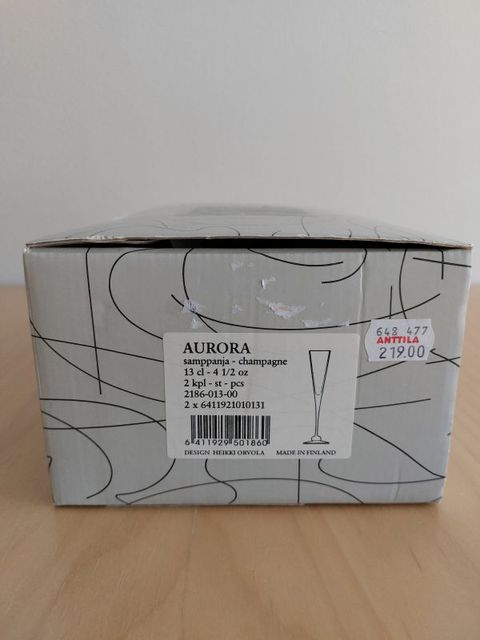 AURORA
samppanja - champagne
13 cl - 4 1/2 oz
2 kpl - st - pcs
2186-013-00
2 x 6411921010131
6 411929 501860
DESIGN HEIKKI ORVOLA MADE IN FINLAND
648 477
ANTTILA
219.00